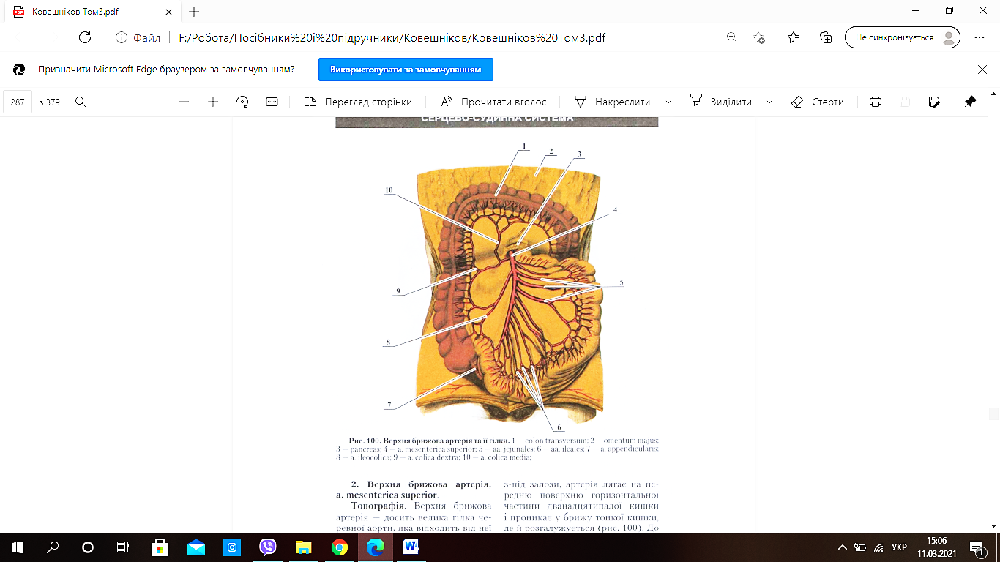 Ковешніков Том3.pdf
Файл F:/Робота/Посібники%20і%20підручники/Ковешніков/Ковешніков%20Том3.pdf Не синхронізується
Призначити Microsoft Edge браузером за замовчуванням? Використовувати за замовчуванням
287 з 379 Перегляд сторінки Прочитати вголос Накреслити Виділити Стерти
СЕРЦЕВО-СУДИННА СИСТЕМА
1
2
3
10
4
5
9
8
7
6
Рис. 100. Верхня брижова артерія та її гілки. 1 – colon transversum; 2 – omentum majus;
3 – pancreas; 4 – a. mesenterica superior; 5 – aa. jejunales; 6 – aa. ileales; 7 – a. appendicularis;
8 – a. ileocolica; 9 – a. colica dextra; 10 – a. colica media;
2. Верхня брижова артерія,
a. mesenterica superior.
Топографія. Верхня брижова
артерія — досить велика гілка че-
ревної аорти, яка відходить від неї
з-під залози, артерія лягає на пе-
редню поверхню горизонтальної
частини дванадцятипалої кишки
і проникає у брижу тонкої кишки,
де й розгалужується (рис. 100). До
УКР
15:06
11.03.2021
1